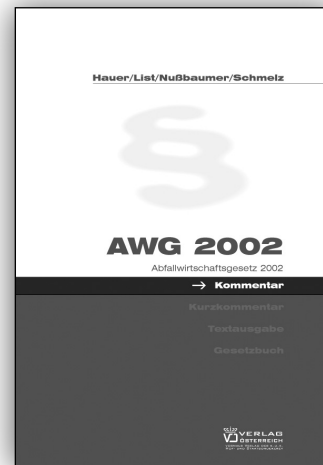 Hauer/List/Nußbaumer/Schmelz
§
AWG 2002
Abfallwirtschaftsgesetz 2002
→ Kommentar
Kurzkommentar
Textausgabe
Gesetzbuch
VERLAG
ÖSTERREICH